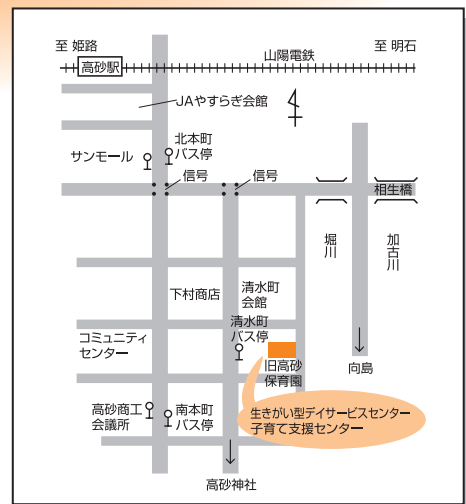 至 姫路
山陽電鉄
至 明石
高砂駅
JAやすらぎ会館
北本町
バス停
サンモール
信号
信号
相生橋
堀川
加古川
下村商店
清水町
会館
清水町
バス停
コミュニティ
センター
旧高砂
保育園
向島
高砂商工
会議所
南本町
バス停
生きがい型デイサービスセンター
子育て支援センター
高砂神社